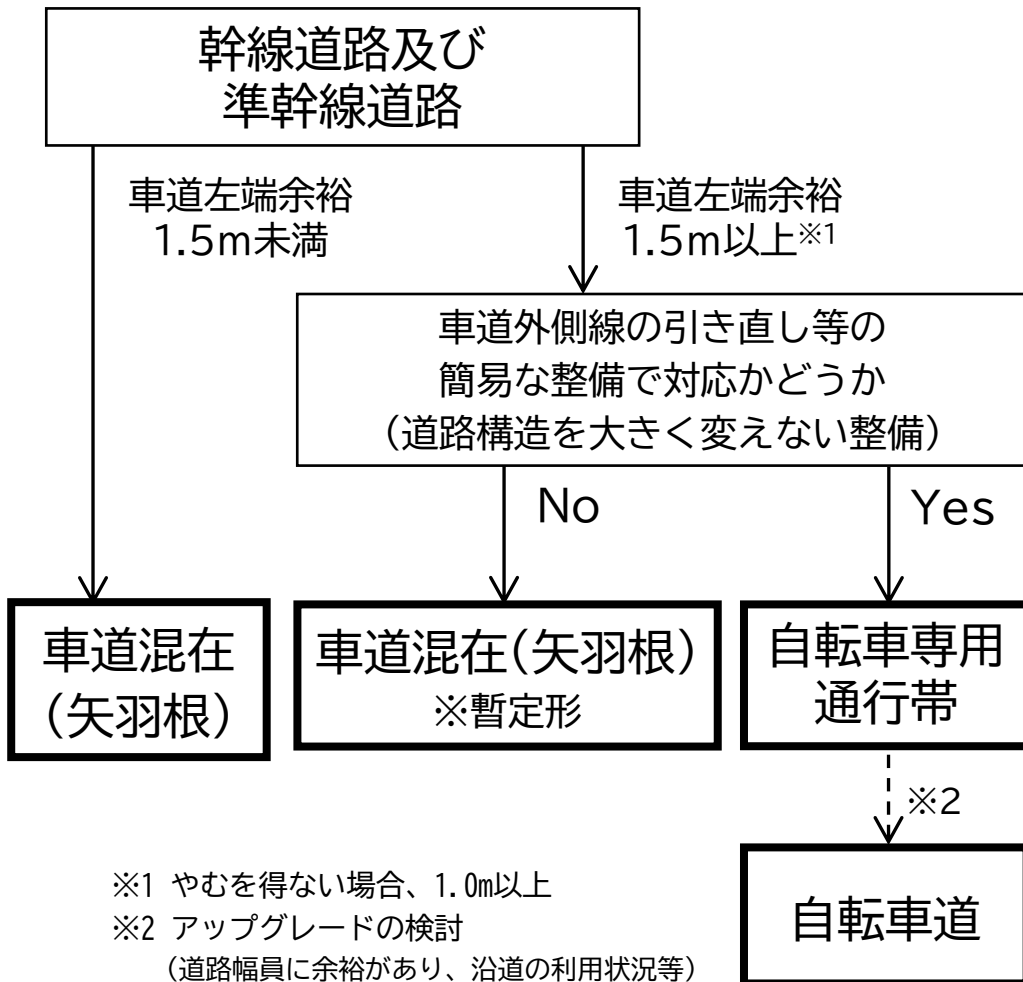 幹線道路及び
準幹線道路
車道左端余裕
1.5m未満
車道左端余裕
1.5m以上※1
車道外側線の引き直し等の
簡易な整備で対応かどうか
（道路構造を大きく変えない整備）
No
Yes
車道混在
（矢羽根）
車道混在（矢羽根）
※暫定形
自転車専用
通行帯
※2
自転車道
※1 やむを得ない場合、1.0m以上
※2 アップグレードの検討
（道路幅員に余裕があり、沿道の利用状況等）